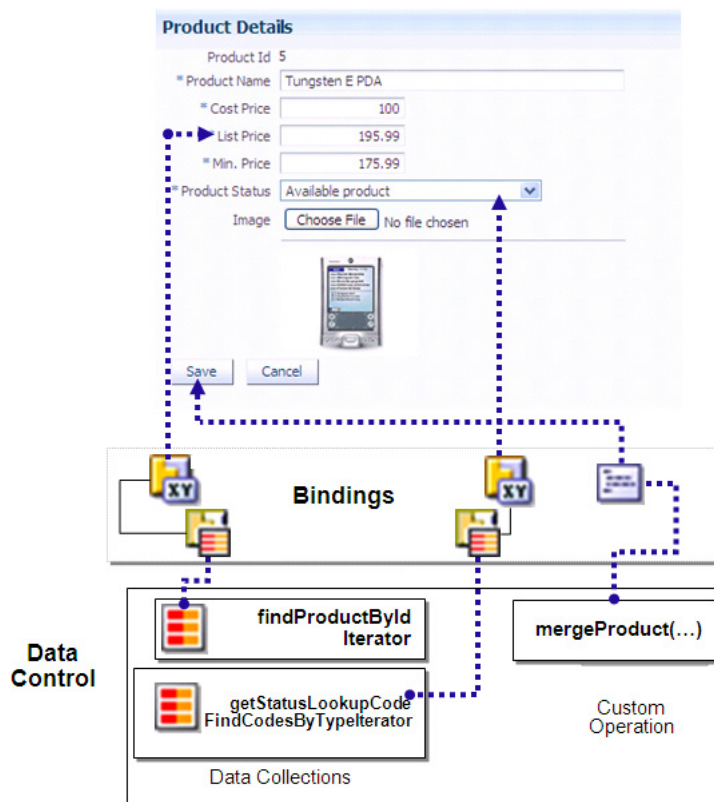 Product Details
Product Id 5
* Product Name Tungsten E PDA
* Cost Price 100
List Price 195.99
* Min. Price 175.99
* Product Status Available product
Image Choose File No file chosen
Save Cancel
XY XY
Bindings
findProductById
Iterator
mergeProduct(...)
Data
Control
getStatusLookupCode
FindCodesByTypeIterator
Custom
Operation
Data Collections